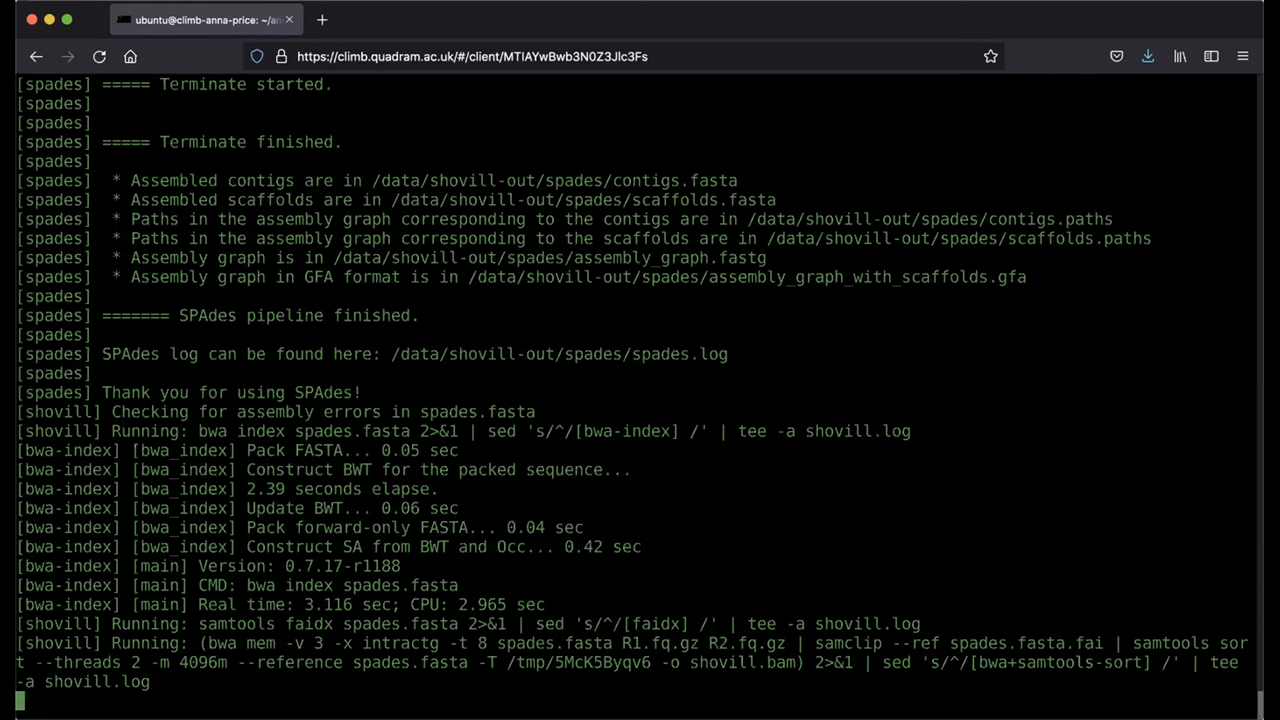 ubuntu@climb-anna-price: ~/an
https://climb.quadram.ac.uk/#/client/MTIAYwBwb3N0Z3Jlc3Fs
[spades] ===== Terminate started.
[spades]
[spades]
[spades] ===== Terminate finished.
[spades]
[spades]  * Assembled contigs are in /data/shovill-out/spades/contigs.fasta
[spades]  * Assembled scaffolds are in /data/shovill-out/spades/scaffolds.fasta
[spades]  * Paths in the assembly graph corresponding to the contigs are in /data/shovill-out/spades/contigs.paths
[spades]  * Paths in the assembly graph corresponding to the scaffolds are in /data/shovill-out/spades/scaffolds.paths
[spades]  * Assembly graph is in /data/shovill-out/spades/assembly_graph.fastg
[spades]  * Assembly graph in GFA format is in /data/shovill-out/spades/assembly_graph_with_scaffolds.gfa
[spades]
[spades] ======= SPAdes pipeline finished.
[spades]
[spades] SPAdes log can be found here: /data/shovill-out/spades/spades.log
[spades]
[spades] Thank you for using SPAdes!
[shovill] Checking for assembly errors in spades.fasta
[shovill] Running: bwa index spades.fasta 2>&1 | sed 's/^/[bwa-index] /' | tee -a shovill.log
[bwa-index] [bwa_index] Pack FASTA... 0.05 sec
[bwa-index] [bwa_index] Construct BWT for the packed sequence...
[bwa-index] [bwa_index] 2.39 seconds elapse.
[bwa-index] [bwa_index] Update BWT... 0.06 sec
[bwa-index] [bwa_index] Pack forward-only FASTA... 0.04 sec
[bwa-index] [bwa_index] Construct SA from BWT and Occ... 0.42 sec
[bwa-index] [main] Version: 0.7.17-r1188
[bwa-index] [main] CMD: bwa index spades.fasta
[bwa-index] [main] Real time: 3.116 sec; CPU: 2.965 sec
[shovill] Running: samtools faidx spades.fasta 2>&1 | sed 's/^/[faidx] /' | tee -a shovill.log
[shovill] Running: (bwa mem -v 3 -x intractg -t 8 spades.fasta R1.fq.gz R2.fq.gz | samclip --ref spades.fasta.fai | samtools sor
t --threads 2 -m 4096m --reference spades.fasta -T /tmp/5McK5Byqv6 -o shovill.bam) 2>&1 | sed 's/^/[bwa+samtools-sort] /' | tee
-a shovill.log